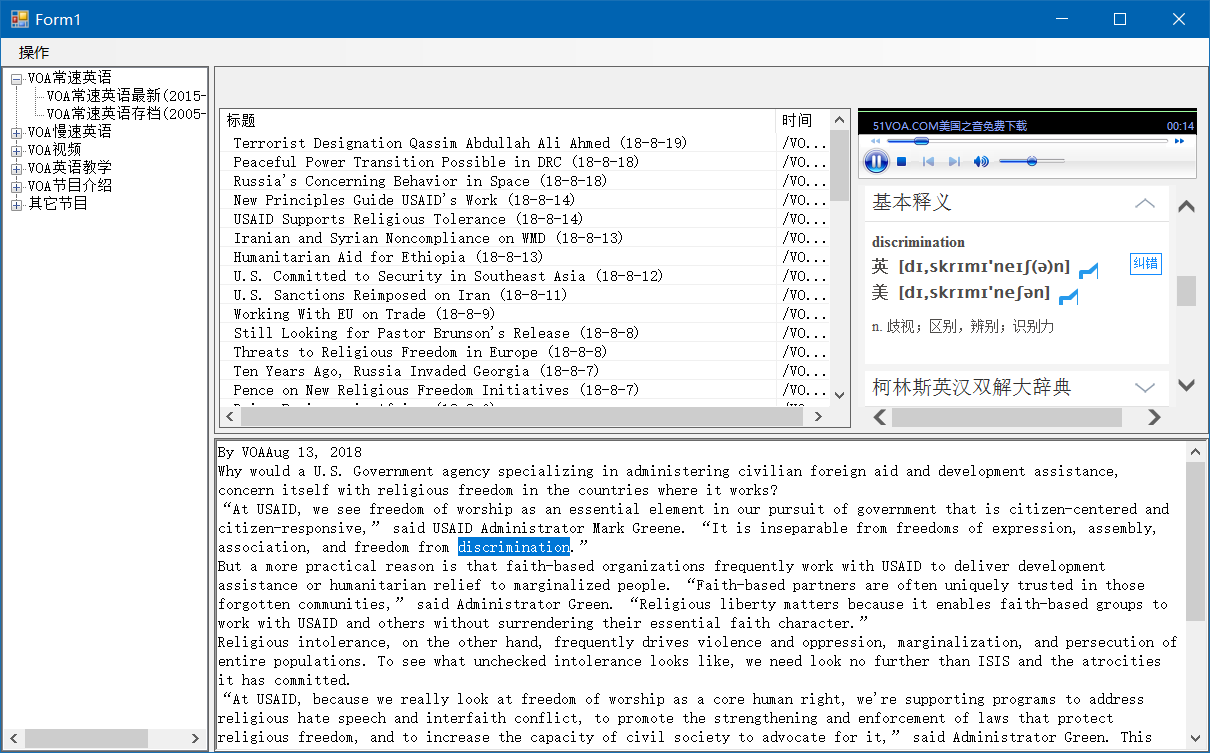 Form1
操作
VOA常速英语
VOA常速英语最新(2015-
VOA常速英语存档(2005-
VOA慢速英语
VOA视频
VOA英语教学
VOA节目介绍
其它节目
标题 时间
Terrorist Designation Qassim Abdullah Ali Ahmed (18-8-19) /VO...
Peaceful Power Transition Possible in DRC (18-8-18) /VO...
Russia's Concerning Behavior in Space (18-8-18) /VO...
New Principles Guide USAID's Work (18-8-14) /VO...
USAID Supports Religious Tolerance (18-8-14) /VO...
Iranian and Syrian Noncompliance on WMD (18-8-13) /VO...
Humanitarian Aid for Ethiopia (18-8-13) /VO...
U.S. Committed to Security in Southeast Asia (18-8-12) /VO...
U.S. Sanctions Reimposed on Iran (18-8-11) /VO...
Working With EU on Trade (18-8-9) /VO...
Still Looking for Pastor Brunson's Release (18-8-8) /VO...
Threats to Religious Freedom in Europe (18-8-8) /VO...
Ten Years Ago, Russia Invaded Georgia (18-8-7) /VO...
Pence on New Religious Freedom Initiatives (18-8-7) /VO...
51VOA.COM美国之音免费下载 00:14
基本释义
discrimination
英 [dɪˌskrɪmɪ'neɪʃ(ə)n] 纠错
美 [dɪˌskrɪmɪ'neʃən]
n. 歧视；区别，辨别；识别力
柯林斯英汉双解大辞典
By VOAAug 13, 2018
Why would a U.S. Government agency specializing in administering civilian foreign aid and development assistance,
concern itself with religious freedom in the countries where it works?
“At USAID, we see freedom of worship as an essential element in our pursuit of government that is citizen-centered and
citizen-responsive,” said USAID Administrator Mark Greene. “It is inseparable from freedoms of expression, assembly,
association, and freedom from discrimination.”
But a more practical reason is that faith-based organizations frequently work with USAID to deliver development
assistance or humanitarian relief to marginalized people. “Faith-based partners are often uniquely trusted in those
forgotten communities,” said Administrator Green. “Religious liberty matters because it enables faith-based groups to
work with USAID and others without surrendering their essential faith character.”
Religious intolerance, on the other hand, frequently drives violence and oppression, marginalization, and persecution of
entire populations. To see what unchecked intolerance looks like, we need look no further than ISIS and the atrocities
it has committed.
“At USAID, because we really look at freedom of worship as a core human right, we're supporting programs to address
religious hate speech and interfaith conflict, to promote the strengthening and enforcement of laws that protect
religious freedom, and to increase the capacity of civil society to advocate for it,” said Administrator Green. This